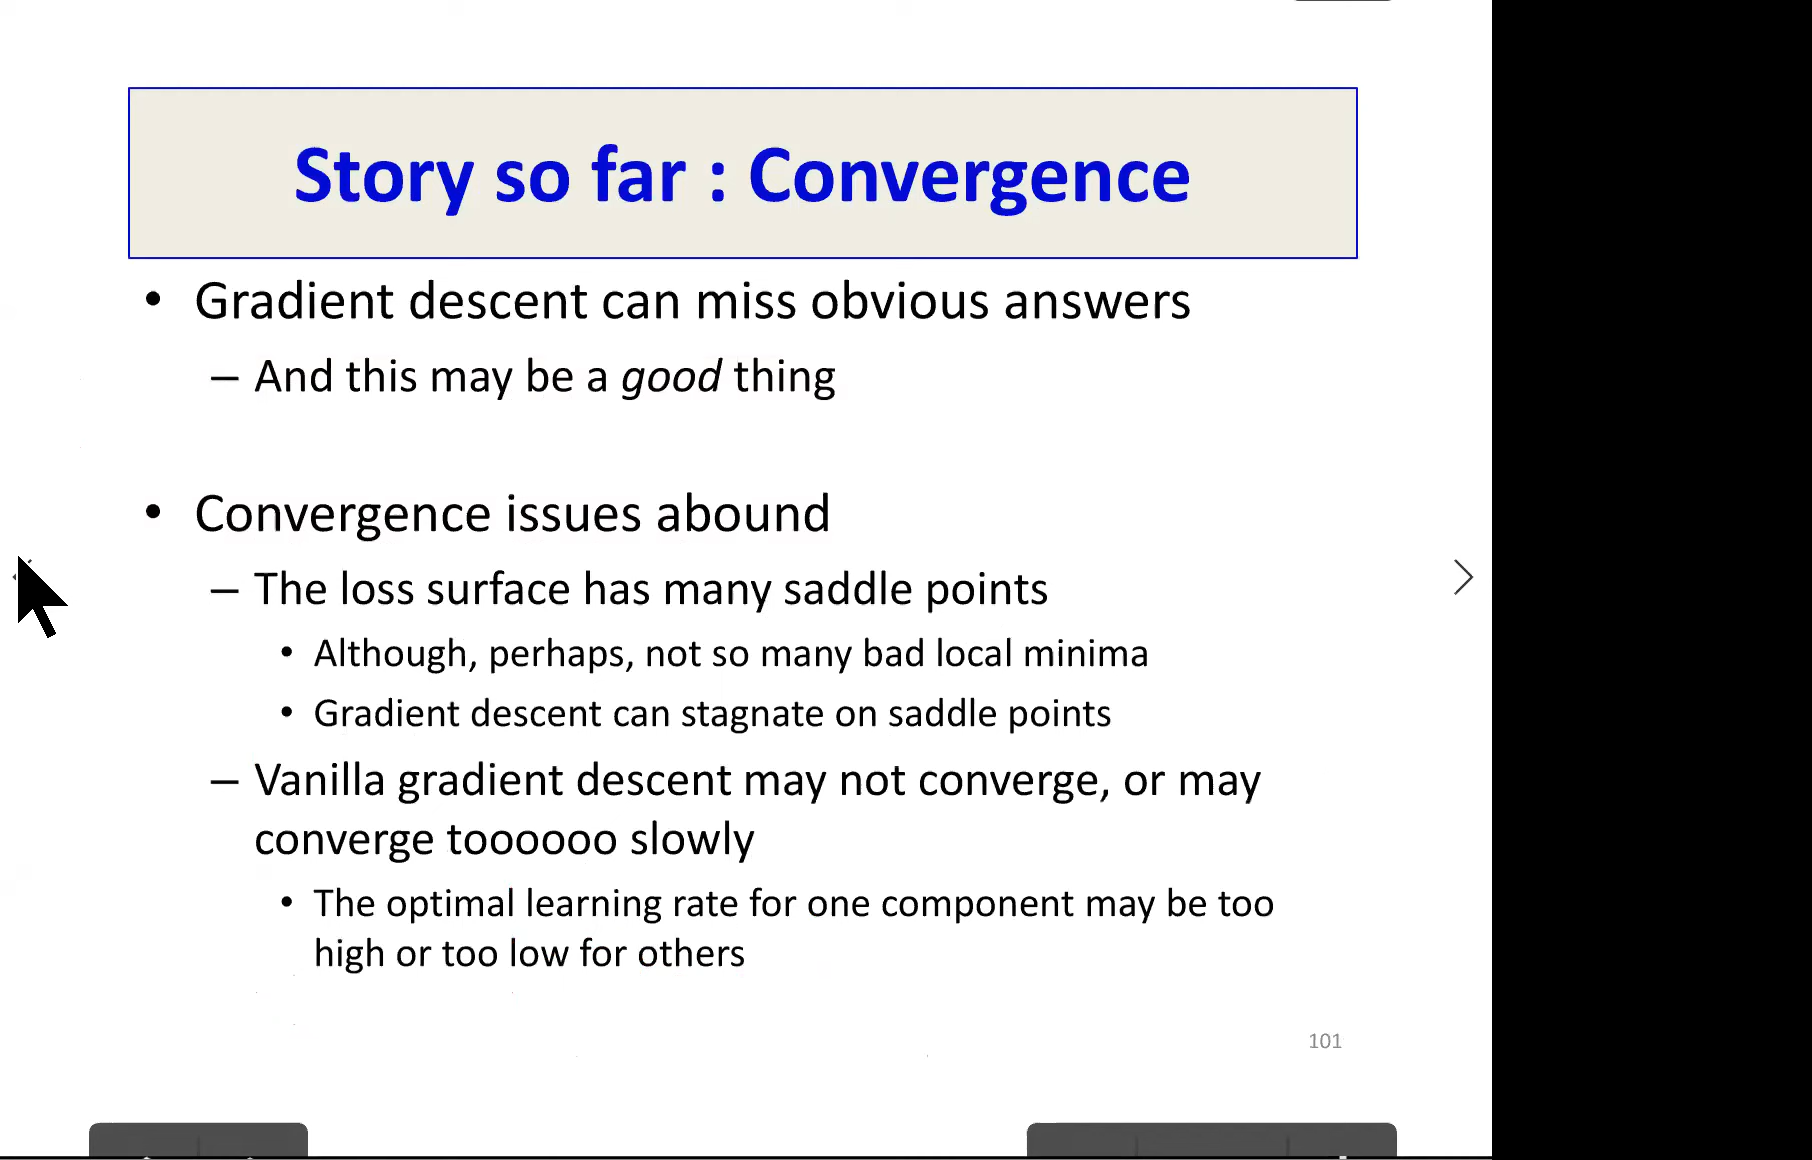 Story so far : Convergence
• Gradient descent can miss obvious answers
– And this may be a good thing
• Convergence issues abound
– The loss surface has many saddle points
• Although, perhaps, not so many bad local minima
• Gradient descent can stagnate on saddle points
– Vanilla gradient descent may not converge, or may
converge toooooo slowly
• The optimal learning rate for one component may be too
high or too low for others
101